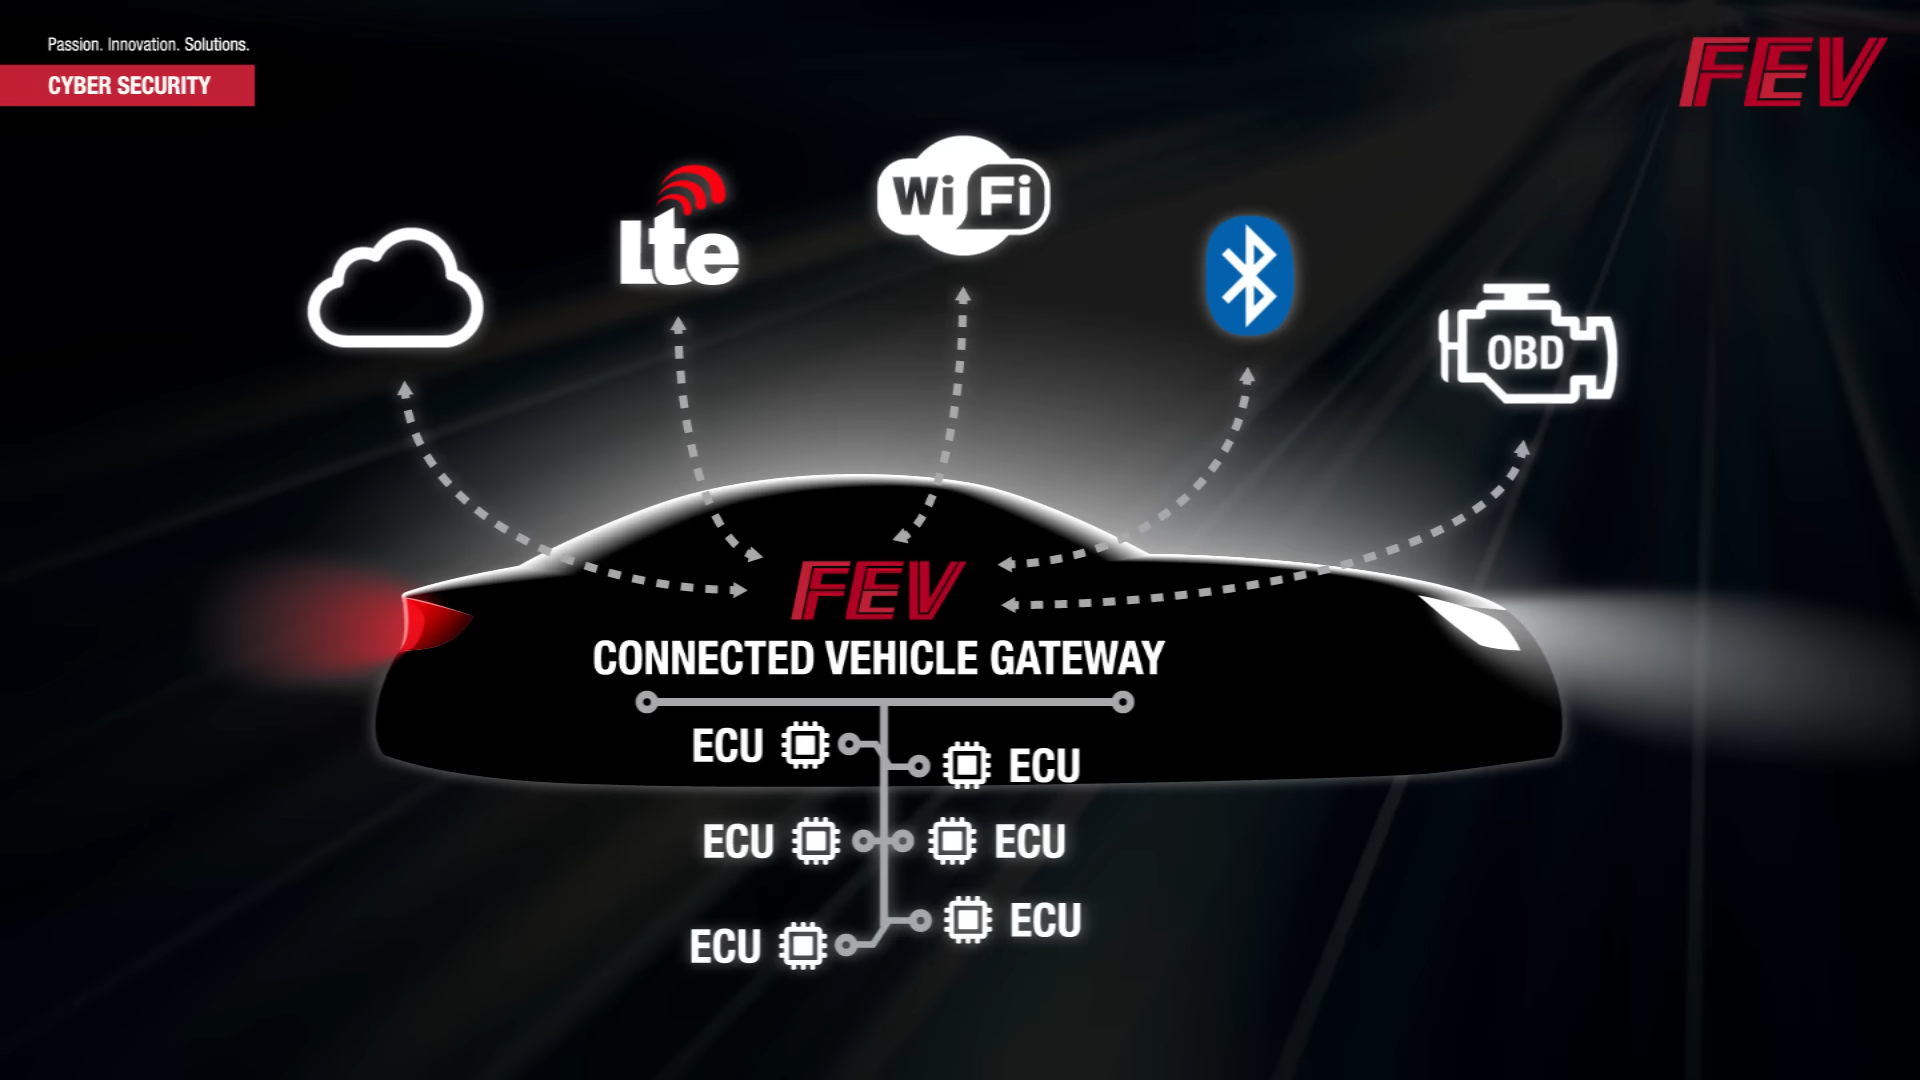 Passion. Innovation. Solutions.
CYBER SECURITY
FEV
Lte
Wi Fi
OBD
FEV
CONNECTED VEHICLE GATEWAY
ECU
ECU
ECU
ECU
ECU
ECU